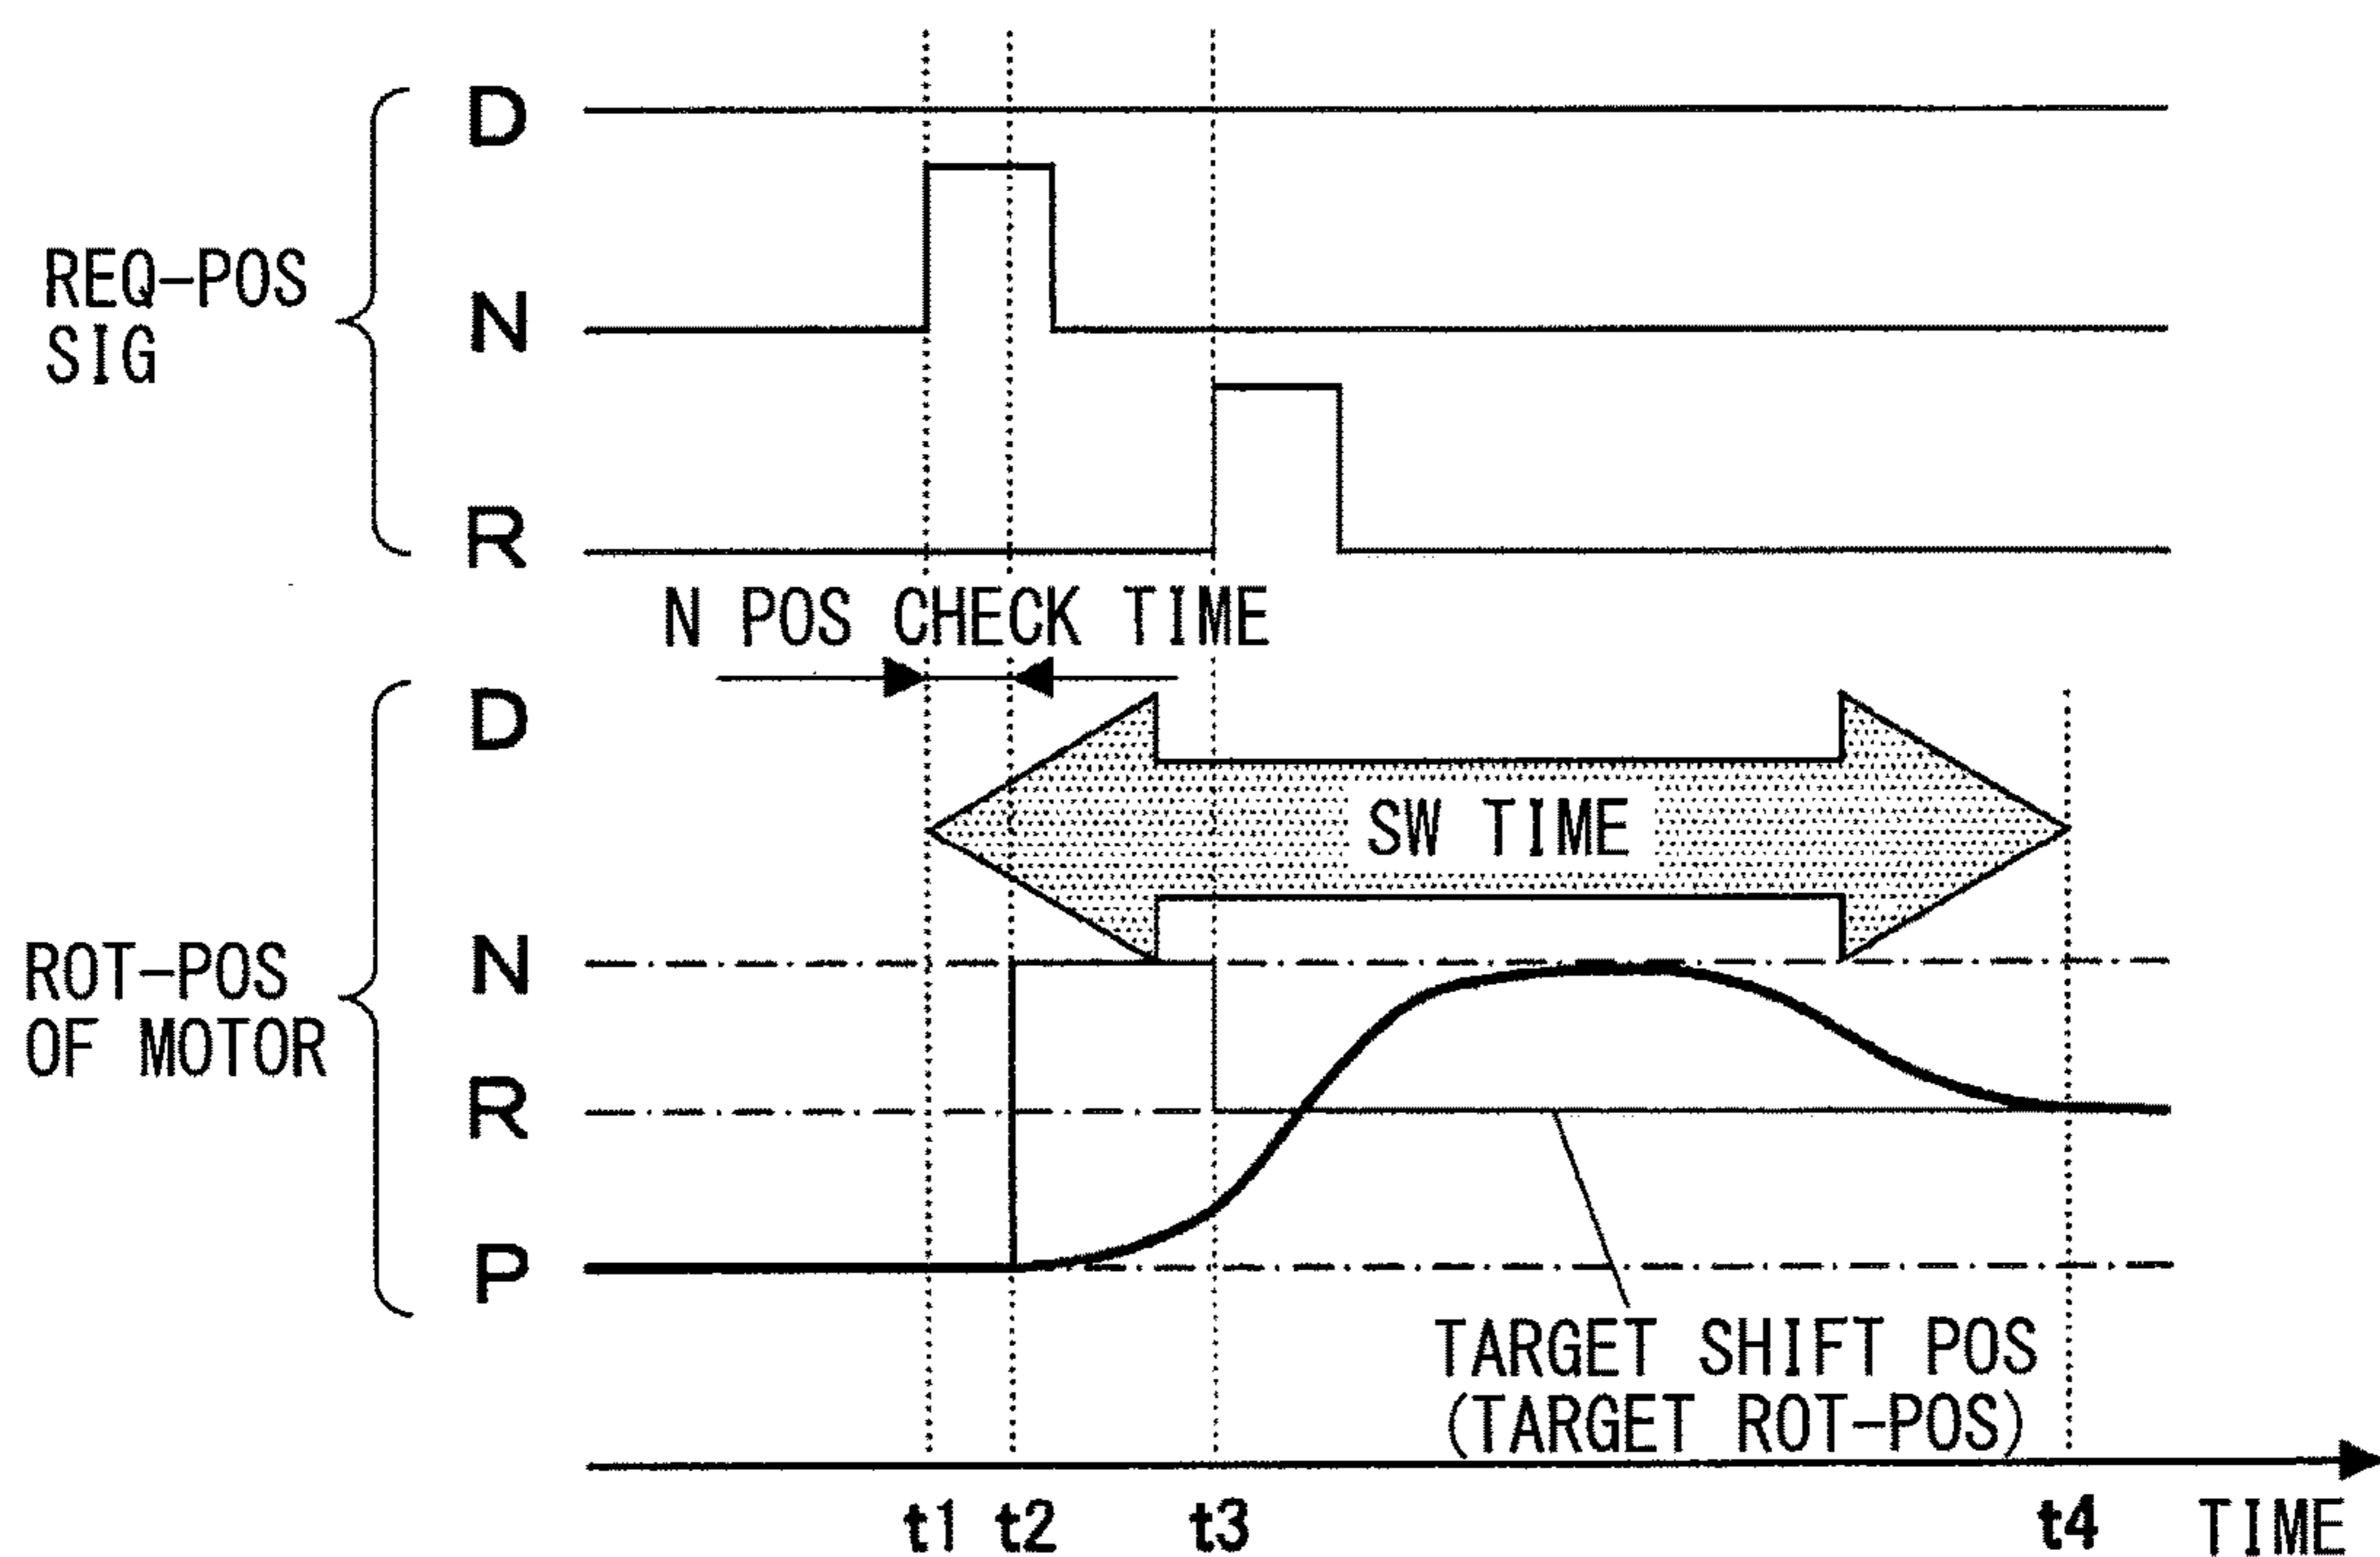 D
REQ-POS
SIG
N
R
N POS CHECK TIME
D
SW TIME
ROT-POS
OF MOTOR
N
R
P
TARGET SHIFT POS
(TARGET ROT-POS)
t1 t2 t3 t4 TIME